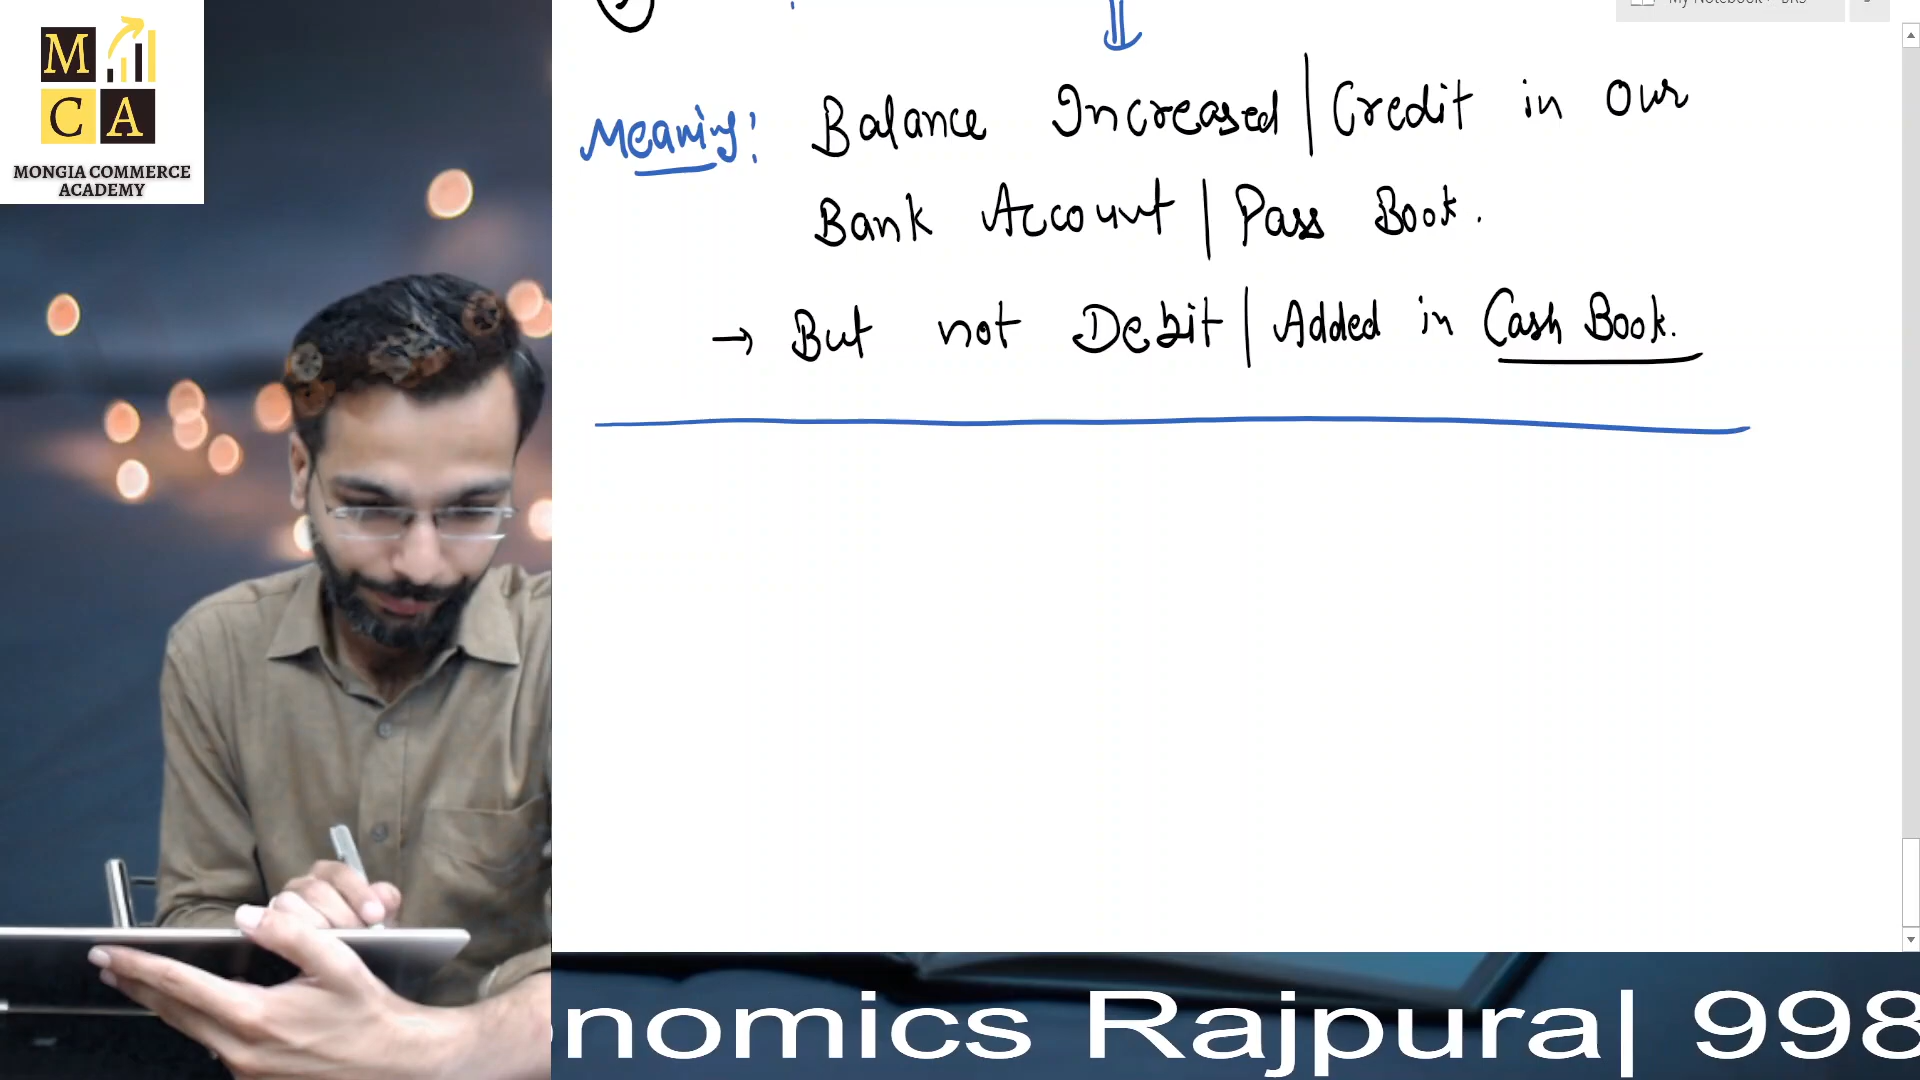 M
C A
MONGIA COMMERCE
ACADEMY
Meaning: Balance Increased | Credit in Our
Bank Account | Pass Book.
→ But not Debit | Added in Cash Book.
onomics Rajpura| 998